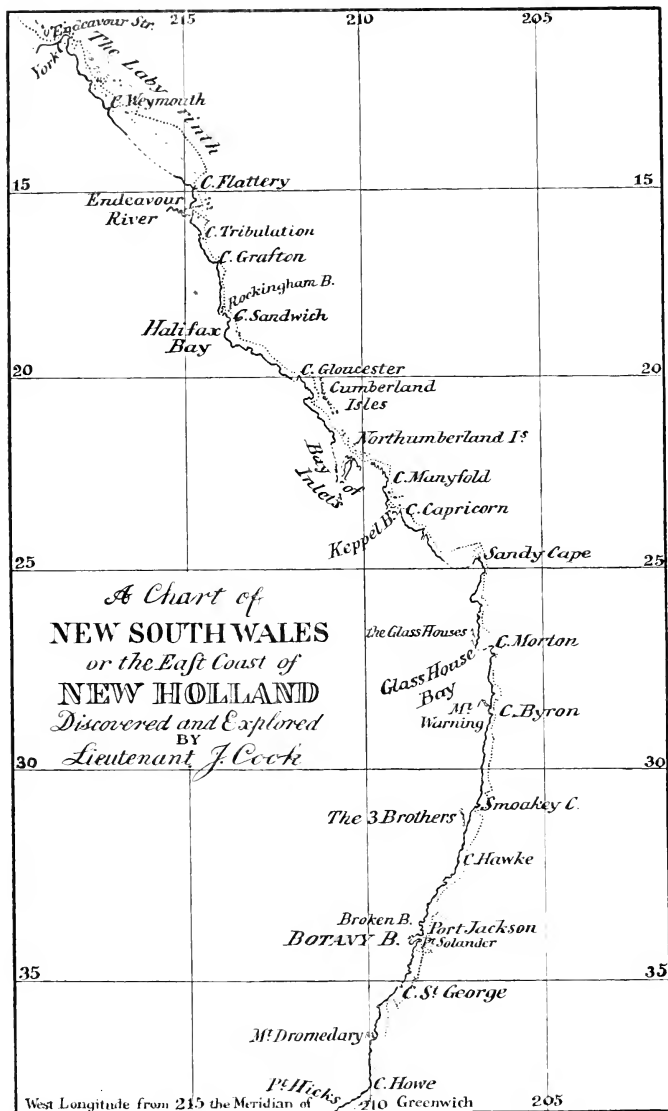 215 210 205
Endeavour Str.
York
The Labyrinth
C. Weymouth
C. Flattery
15 15
Endeavour
River
C. Tribulation
C. Grafton
Rockingham B.
C. Sandwich
Halifax
Bay
C. Gloucester
20 20
Cumberland
Isles
Northumberland Iˢ
Bay of
Inlets
C. Manyfold
C. Capricorn
Keppel B.
Sandy Cape
25 25
A Chart of
NEW SOUTH WALES
or the East Coast of
NEW HOLLAND
Discovered and Explored
BY
Lieutenant J. Cook
the Glass Houses
C. Morton
Glass House
Bay
Mᵗ
Warning
C. Byron
30 30
Smoakey C.
The 3 Brothers
C. Hawke
Broken B.
Port Jackson
BOTANY B.
Pᵗ Solander
35 35
C. Sᵗ George
Mᵗ Dromedary
Pᵗ Hicks
C. Howe
West Longitude from 215 the Meridian of 210 Greenwich 205